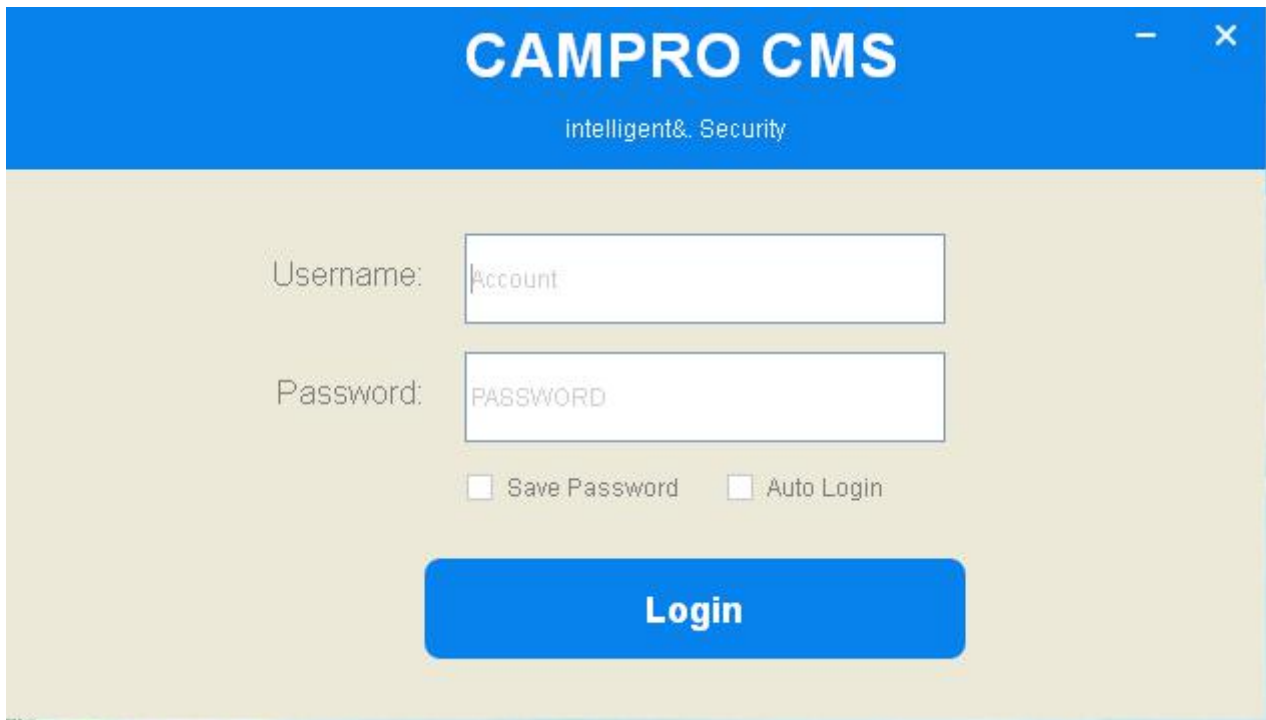 CAMPRO CMS
intelligent&. Security
Username:
Account
Password:
PASSWORD
Save Password Auto Login
Login